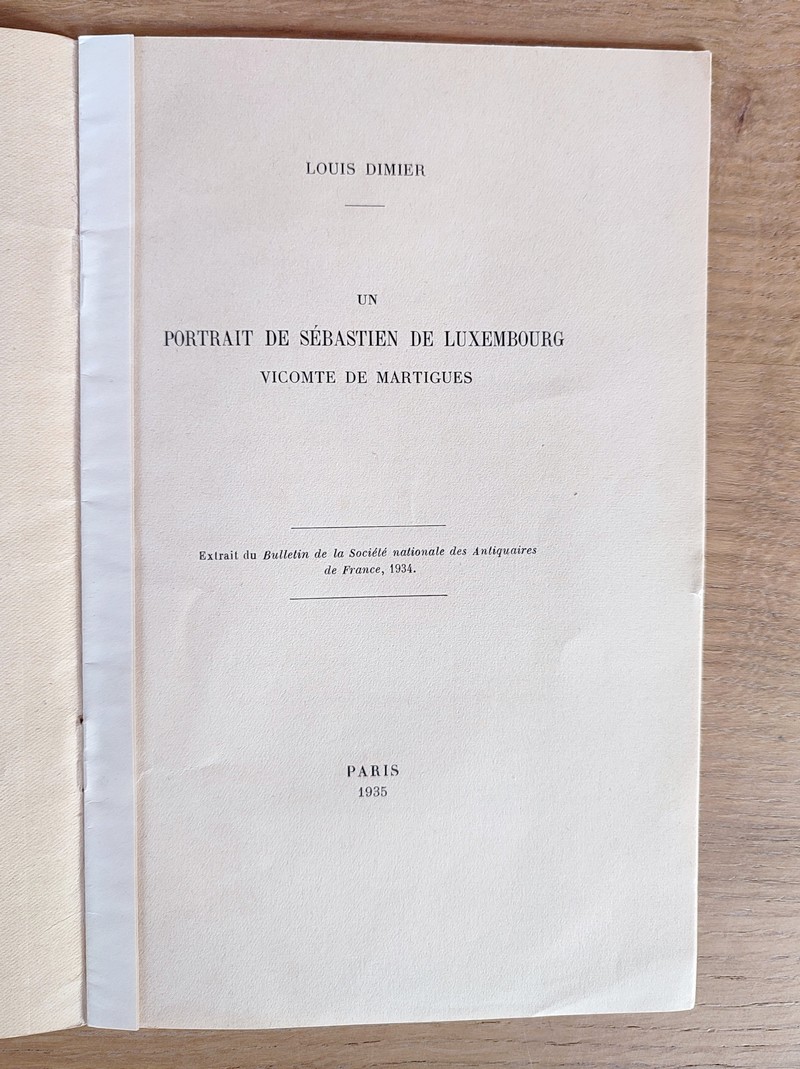 LOUIS DIMIER
UN
PORTRAIT DE SÉBASTIEN DE LUXEMBOURG
VICOMTE DE MARTIGUES
Extrait du Bulletin de la Société nationale des Antiquaires
de France, 1934.
PARIS
1935